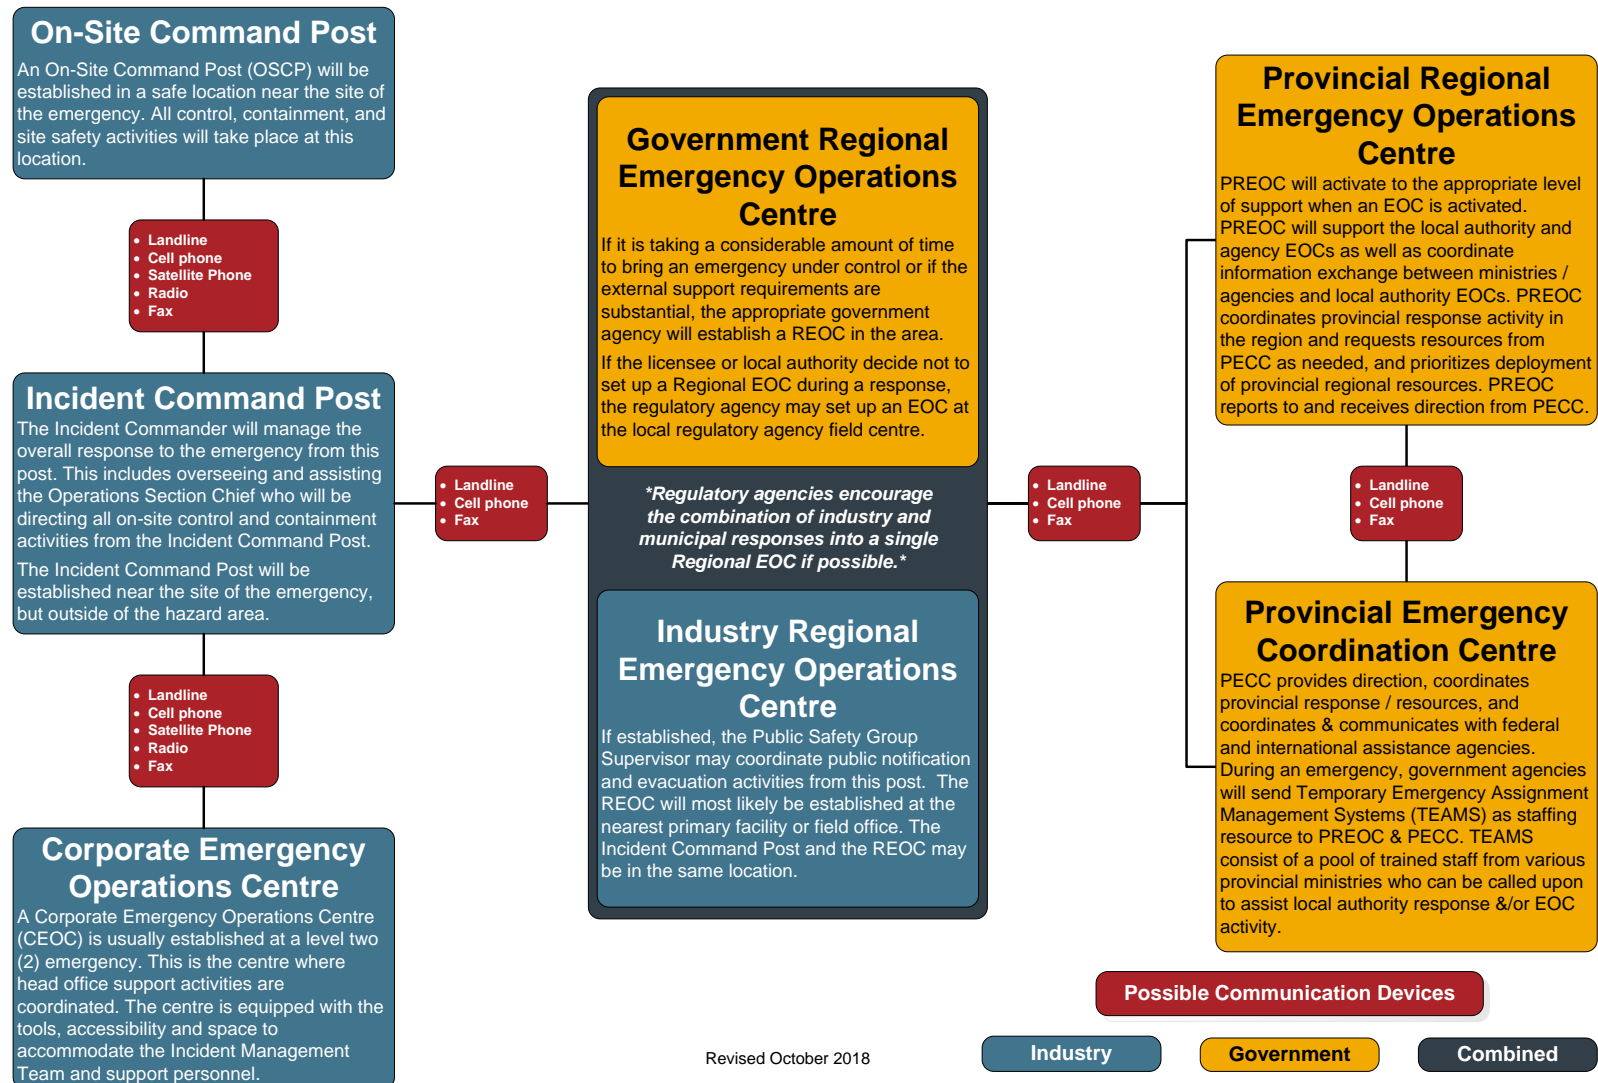 On-Site Command Post
An On-Site Command Post (OSCP) will be
established in a safe location near the site of
the emergency. All control, containment, and
site safety activities will take place at this
location.
• Landline
• Cell phone
• Satellite Phone
• Radio
• Fax
Incident Command Post
The Incident Commander will manage the
overall response to the emergency from this
post. This includes overseeing and assisting
the Operations Section Chief who will be
directing all on-site control and containment
activities from the Incident Command Post.
The Incident Command Post will be
established near the site of the emergency,
but outside of the hazard area.
• Landline
• Cell phone
• Satellite Phone
• Radio
• Fax
Corporate Emergency
Operations Centre
A Corporate Emergency Operations Centre
(CEOC) is usually established at a level two
(2) emergency. This is the centre where
head office support activities are
coordinated. The centre is equipped with the
tools, accessibility and space to
accommodate the Incident Management
Team and support personnel.
• Landline
• Cell phone
• Fax
Government Regional
Emergency Operations
Centre
If it is taking a considerable amount of time
to bring an emergency under control or if the
external support requirements are
substantial, the appropriate government
agency will establish a REOC in the area.
If the licensee or local authority decide not to
set up a Regional EOC during a response,
the regulatory agency may set up an EOC at
the local regulatory agency field centre.
*Regulatory agencies encourage
the combination of industry and
municipal responses into a single
Regional EOC if possible.*
Industry Regional
Emergency Operations
Centre
If established, the Public Safety Group
Supervisor may coordinate public notification
and evacuation activities from this post.  The
REOC will most likely be established at the
nearest primary facility or field office. The
Incident Command Post and the REOC may
be in the same location.
• Landline
• Cell phone
• Fax
Provincial Regional
Emergency Operations
Centre
PREOC will activate to the appropriate level
of support when an EOC is activated.
PREOC will support the local authority and
agency EOCs as well as coordinate
information exchange between ministries /
agencies and local authority EOCs. PREOC
coordinates provincial response activity in
the region and requests resources from
PECC as needed, and prioritizes deployment
of provincial regional resources. PREOC
reports to and receives direction from PECC.
• Landline
• Cell phone
• Fax
Provincial Emergency
Coordination Centre
PECC provides direction, coordinates
provincial response / resources, and
coordinates & communicates with federal
and international assistance agencies.
During an emergency, government agencies
will send Temporary Emergency Assignment
Management Systems (TEAMS) as staffing
resource to PREOC & PECC. TEAMS
consist of a pool of trained staff from various
provincial ministries who can be called upon
to assist local authority response &/or EOC
activity.
Possible Communication Devices
Revised October 2018
Industry
Government
Combined